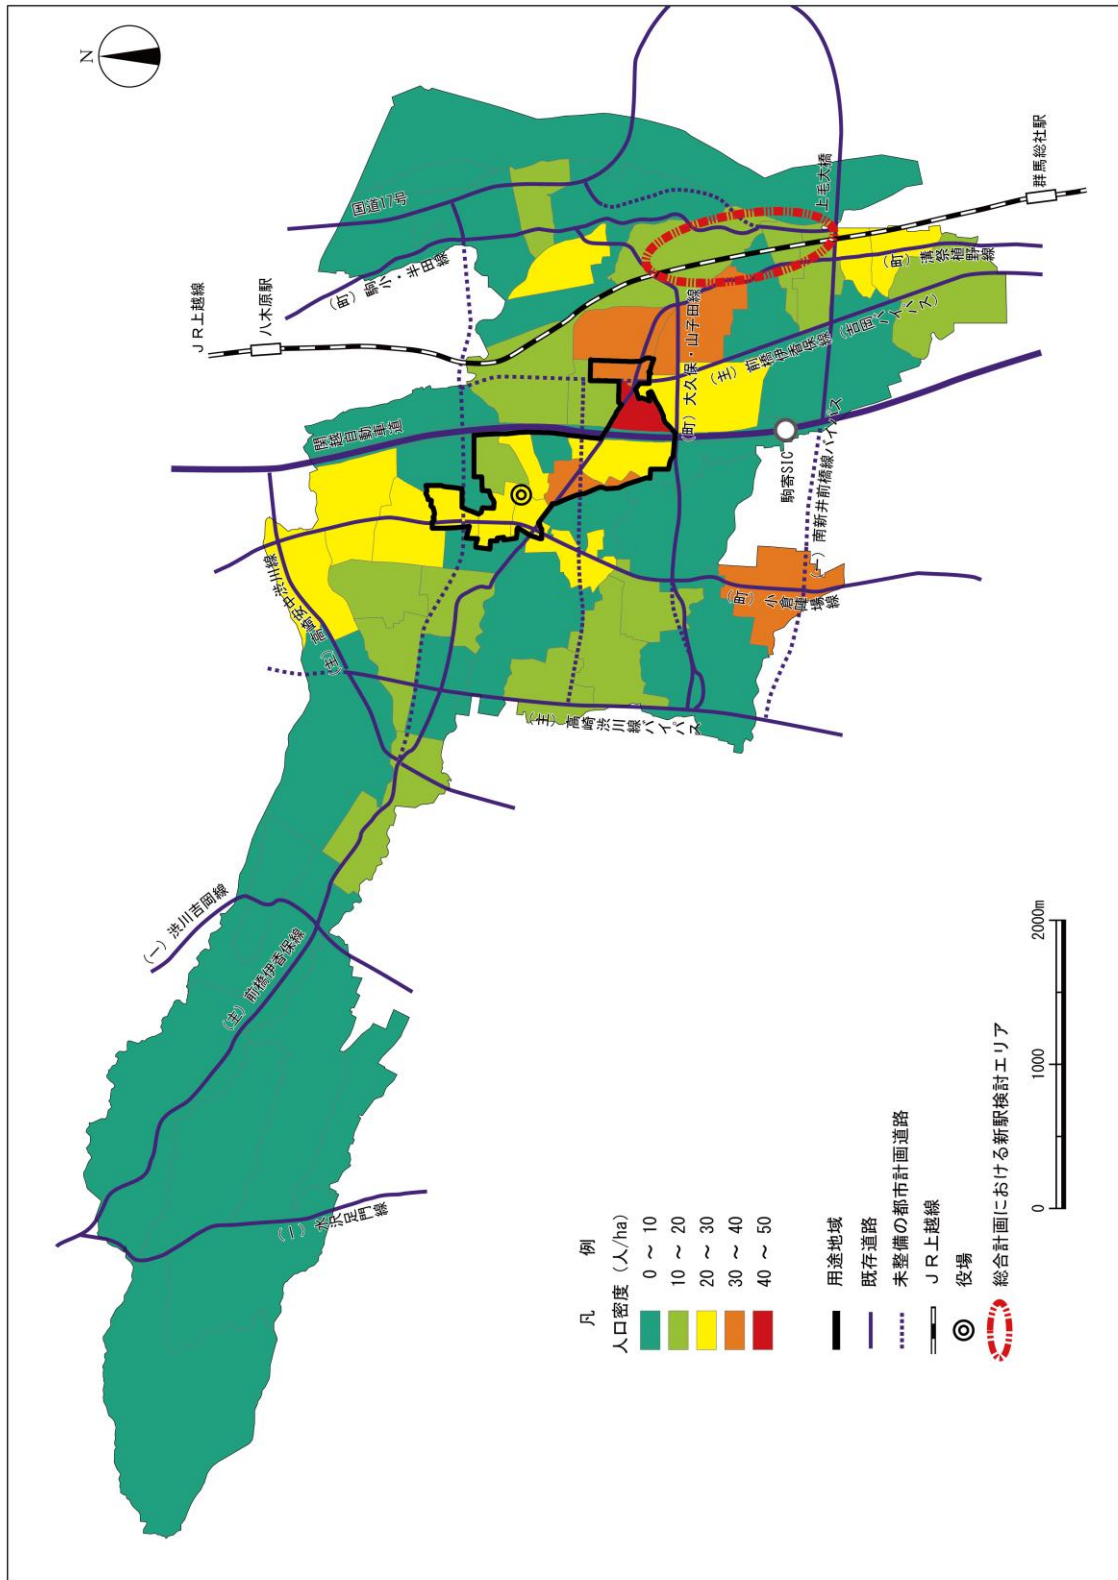 N
JR上越線
八木原駅
国道17号
(町)駒小・半田線
関越自動車道
(主)高崎安中渋川線
(一)渋川吉岡線
(主)前橋伊香保線
(一)水沢足門線
(主)高崎渋川線バイパス
(町)大久保・山子田線
(主)前橋伊香保線(吉岡バイパス)
(町)溝祭植野線
上毛大橋
群馬総社駅
駒寄SIC
(一)南新井前橋線バイパス
(町)小倉陣場線
凡 例
人口密度(人/ha)
0 ~ 10
10 ~ 20
20 ~ 30
30 ~ 40
40 ~ 50
用途地域
既存道路
未整備の都市計画道路
JR上越線
役場
総合計画における新駅検討エリア
0 1000 2000m